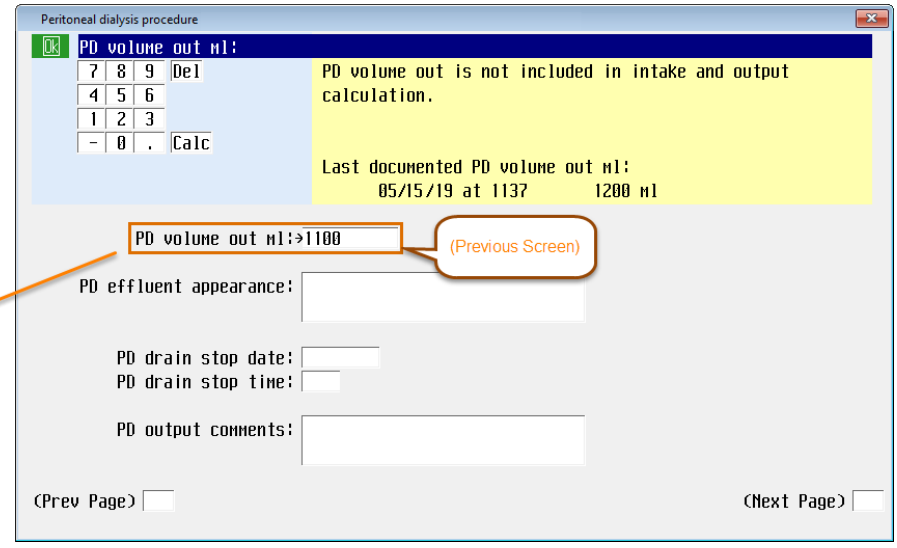 Peritoneal dialysis procedure
Ok PD volume out ml:
7 8 9 Del
4 5 6
1 2 3
- 0 . Calc
PD volume out is not included in intake and output
calculation.
Last documented PD volume out ml:
05/15/19 at 1137 1200 ml
PD volume out ml:→1100
(Previous Screen)
PD effluent appearance:
PD drain stop date:
PD drain stop time:
PD output comments:
(Prev Page)
(Next Page)